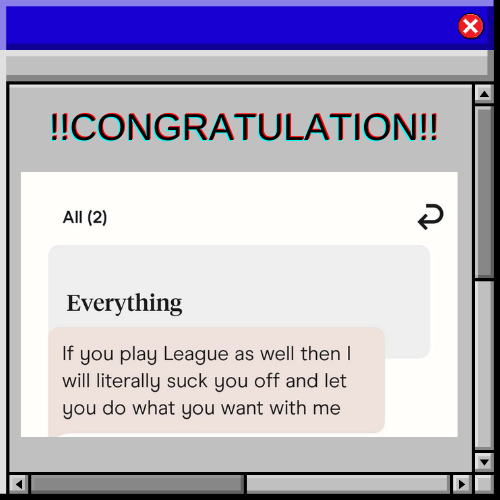 !!CONGRATULATION!!
All (2)
Everything
If you play League as well then I
will literally suck you off and let
you do what you want with me